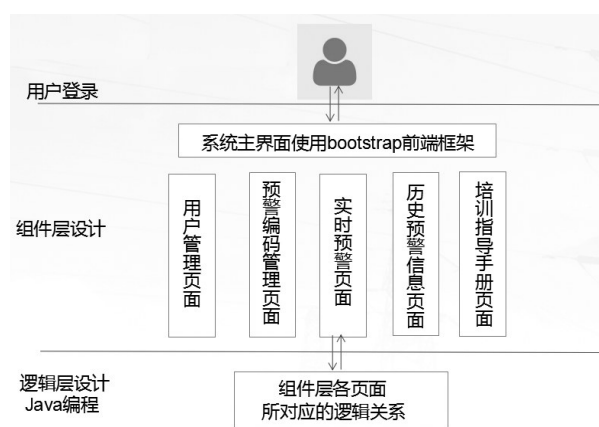 用户登录
系统主界面使用bootstrap前端框架
组件层设计
用户管理页面
预警编码管理页面
实时预警页面
历史预警信息页面
培训指导手册页面
逻辑层设计
Java编程
组件层各页面
所对应的逻辑关系